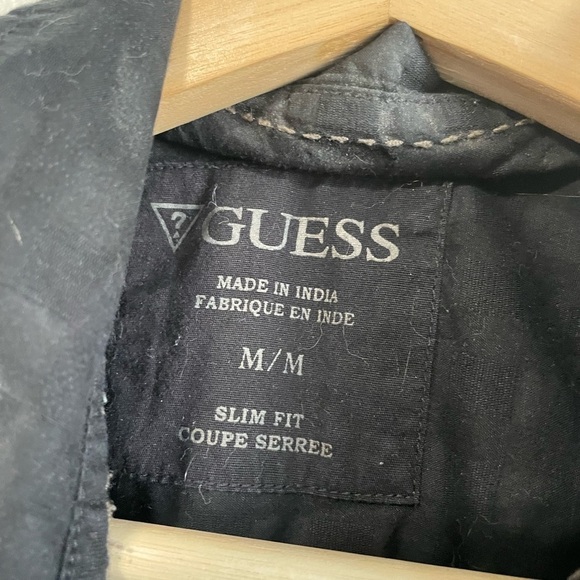 ? GUESS
MADE IN INDIA
FABRIQUE EN INDE
M/M
SLIM FIT
COUPE SERREE